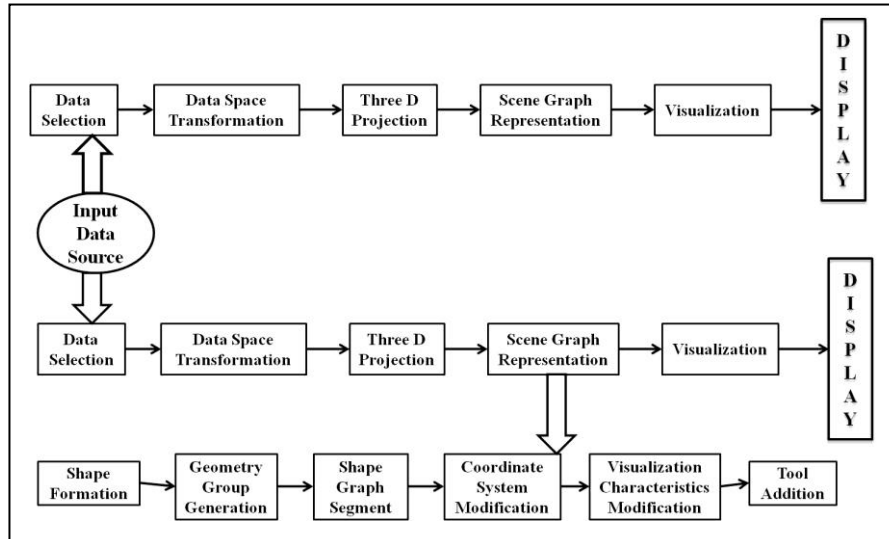 Data
Selection
Data Space
Transformation
Three D
Projection
Scene Graph
Representation
Visualization
D
I
S
P
L
A
Y
Input
Data
Source
Data
Selection
Data Space
Transformation
Three D
Projection
Scene Graph
Representation
Visualization
D
I
S
P
L
A
Y
Shape
Formation
Geometry
Group
Generation
Shape
Graph
Segment
Coordinate
System
Modification
Visualization
Characteristics
Modification
Tool
Addition